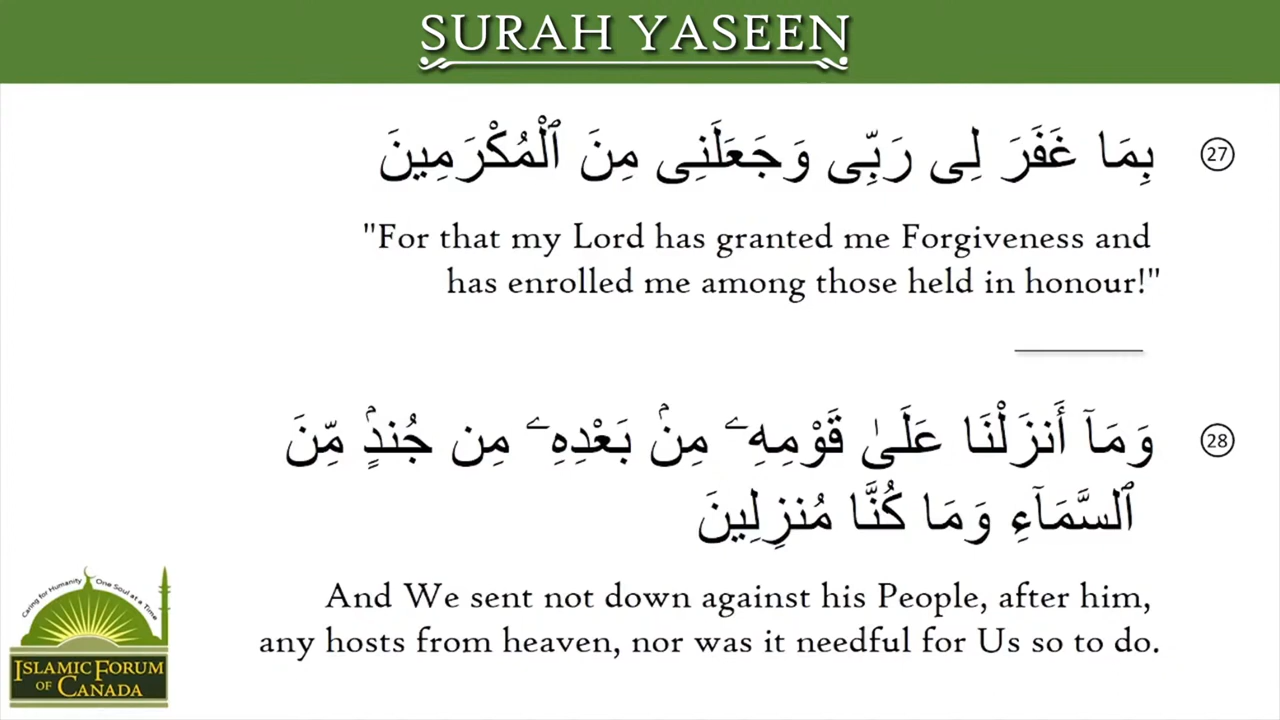 SURAH YASEEN
بِمَا غَفَرَ لِى رَبِّى وَجَعَلَنِى مِنَ ٱلْمُكْرَمِينَ
27
"For that my Lord has granted me Forgiveness and
has enrolled me among those held in honour!"
وَمَآ أَنزَلْنَا عَلَىٰ قَوْمِهِۦ مِنۢ بَعْدِهِۦ مِن جُندٍۢ مِّنَ
28
ٱلسَّمَآءِ وَمَا كُنَّا مُنزِلِينَ
And We sent not down against his People, after him,
any hosts from heaven, nor was it needful for Us so to do.
Caring for Humanity One Soul at a Time
ISLAMIC FORUM
OF CANADA